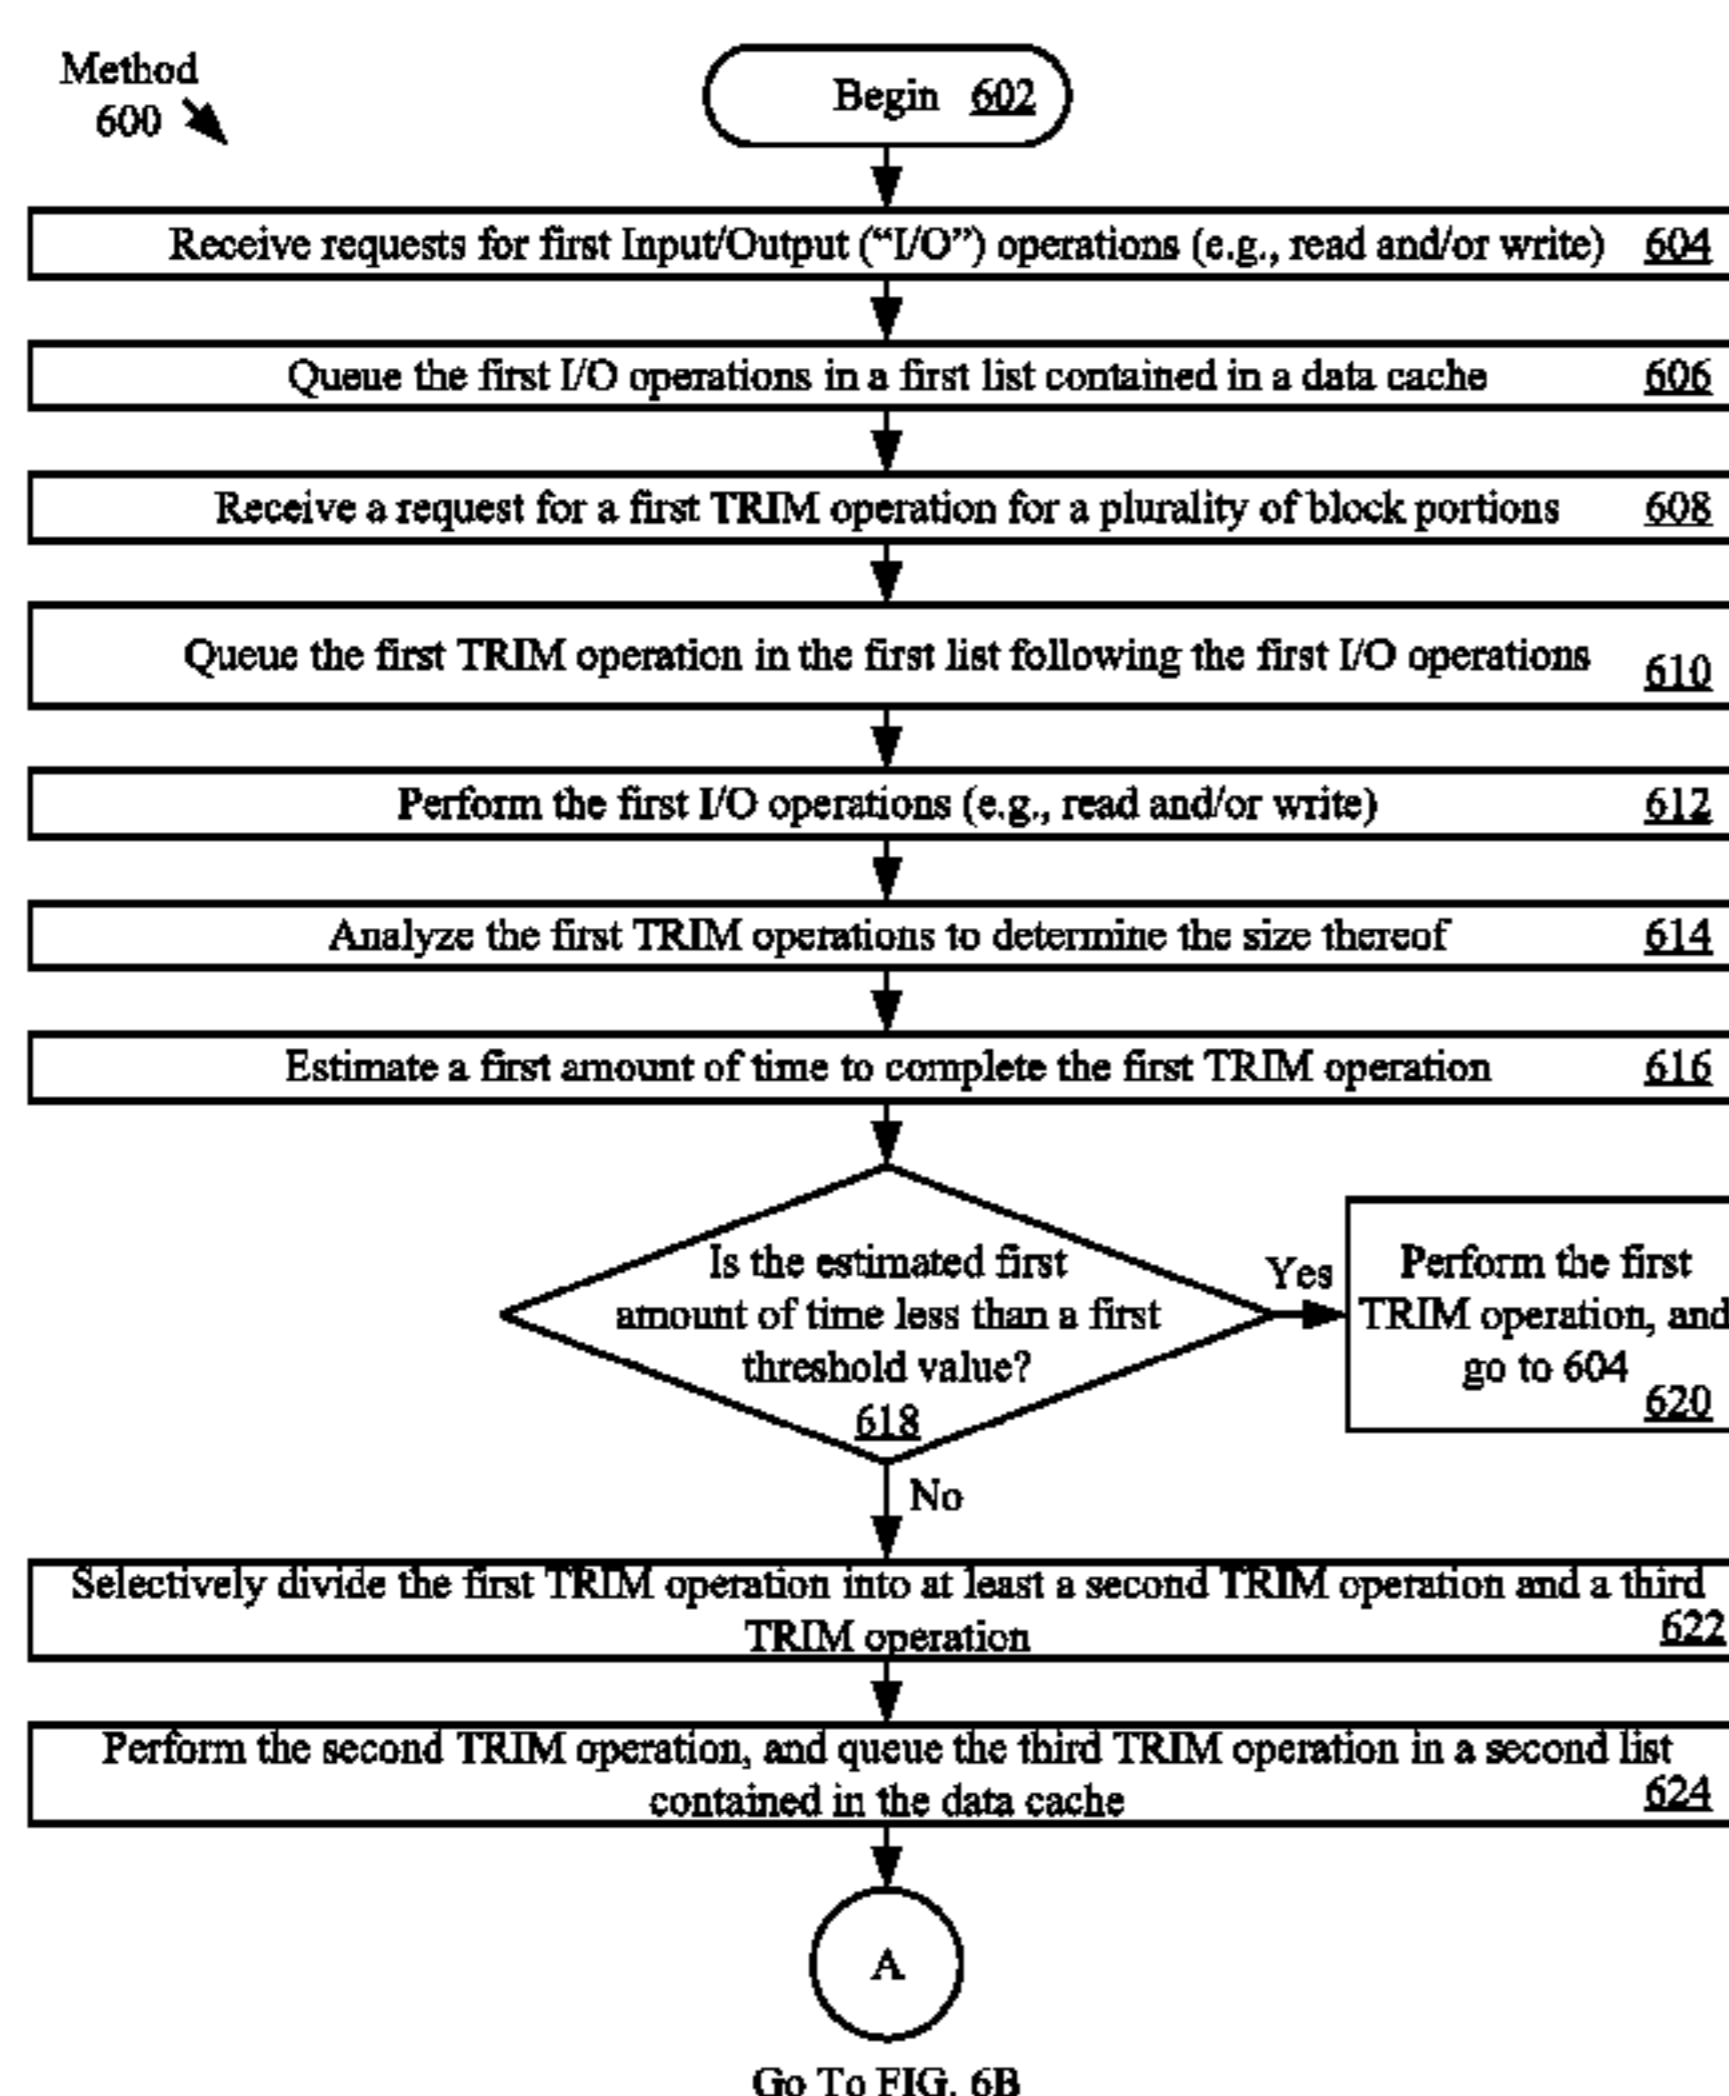 Method
600
Begin 602
Receive requests for first Input/Output (“I/O”) operations (e.g., read and/or write) 604
Queue the first I/O operations in a first list contained in a data cache 606
Receive a request for a first TRIM operation for a plurality of block portions 608
Queue the first TRIM operation in the first list following the first I/O operations 610
Perform the first I/O operations (e.g., read and/or write) 612
Analyze the first TRIM operations to determine the size thereof 614
Estimate a first amount of time to complete the first TRIM operation 616
Is the estimated first
amount of time less than a first
threshold value?
618
Yes
Perform the first
TRIM operation, and
go to 604
620
No
Selectively divide the first TRIM operation into at least a second TRIM operation and a third
TRIM operation 622
Perform the second TRIM operation, and queue the third TRIM operation in a second list
contained in the data cache 624
A
Go To FIG. 6B